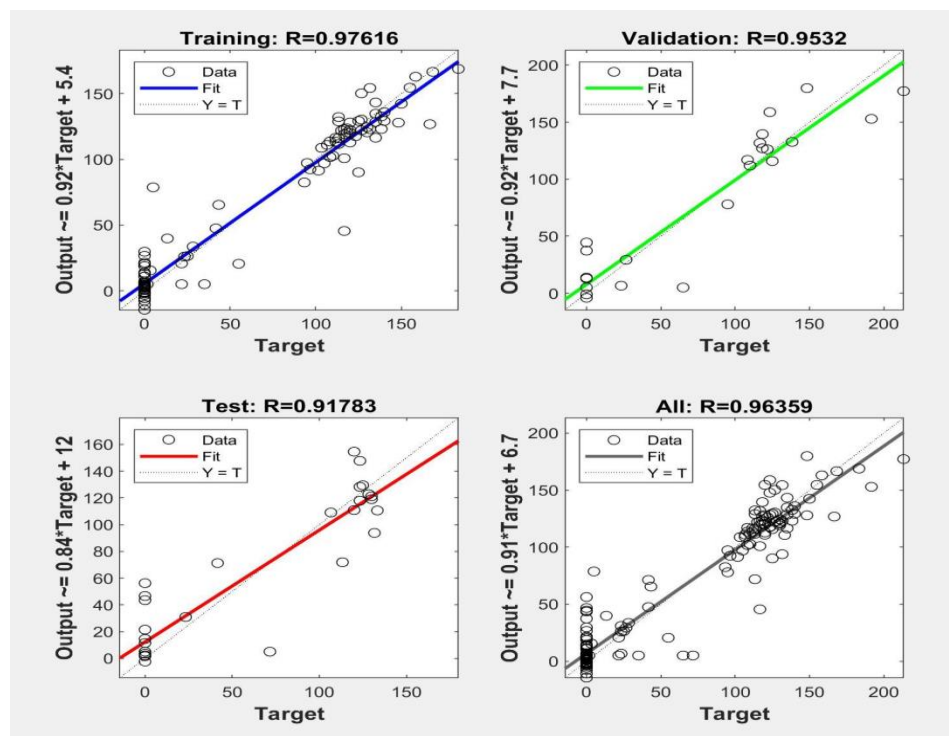 Training: R=0.97616
Output ~= 0.92*Target + 5.4
Data
Fit
Y = T
150
100
50
0
0 50 100 150
Target
Validation: R=0.9532
Output ~= 0.92*Target + 7.7
Data
Fit
Y = T
200
150
100
50
0
0 50 100 150 200
Target
Test: R=0.91783
Output ~= 0.84*Target + 12
Data
Fit
Y = T
160
140
120
100
80
60
40
20
0
0 50 100 150
Target
All: R=0.96359
Output ~= 0.91*Target + 6.7
Data
Fit
Y = T
200
150
100
50
0
0 50 100 150 200
Target